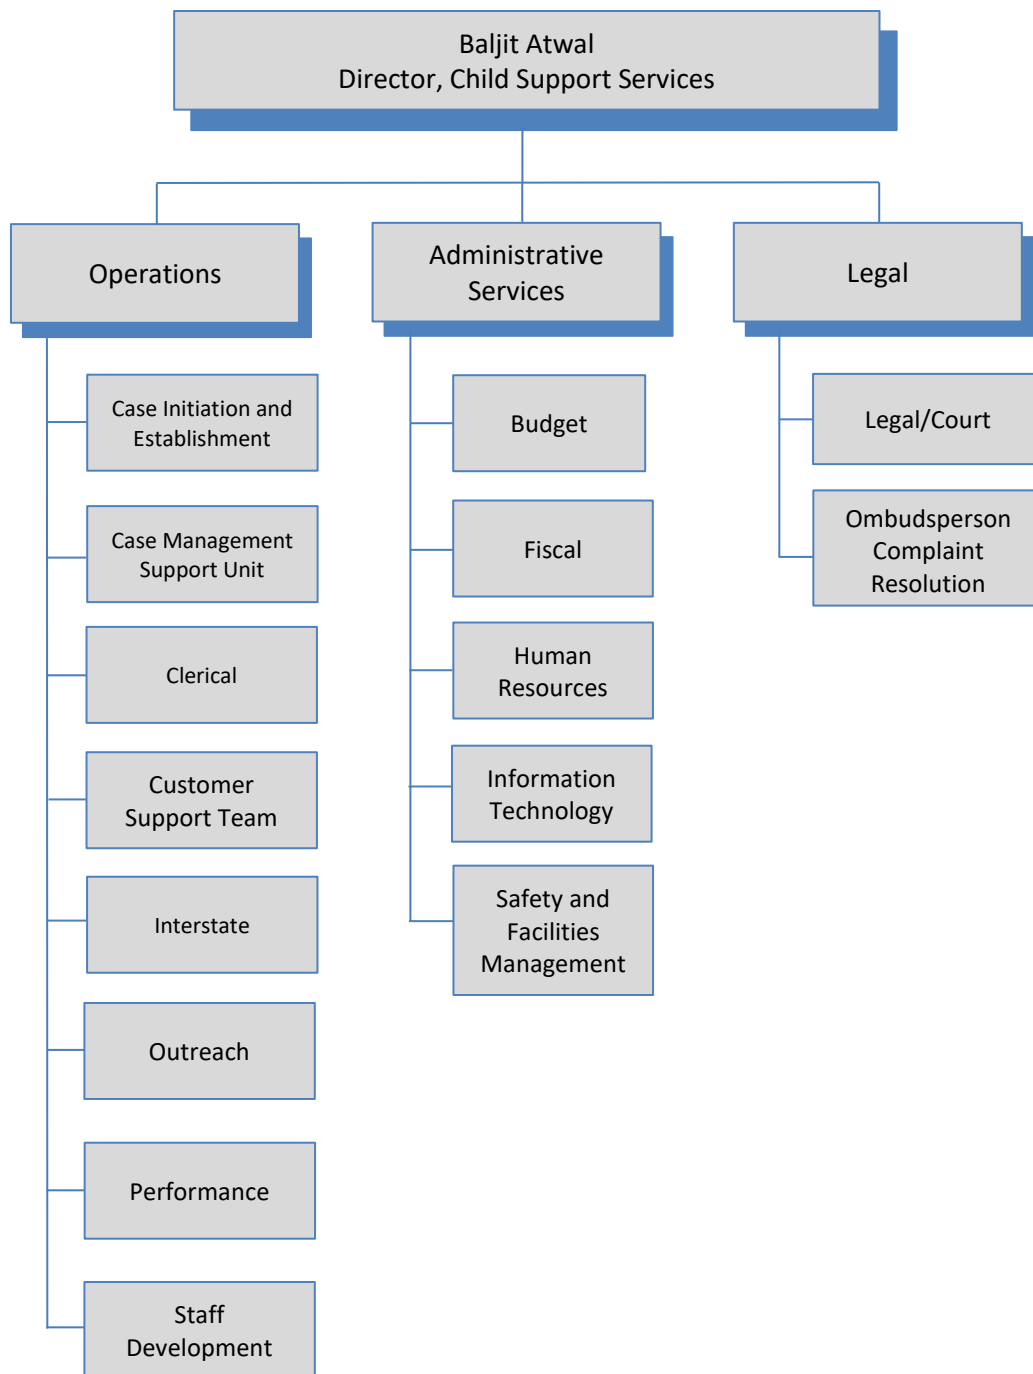 Baljit Atwal
Director, Child Support Services
Operations
Administrative
Services
Legal
Case Initiation and
Establishment
Case Management
Support Unit
Clerical
Customer
Support Team
Interstate
Outreach
Performance
Staff
Development
Budget
Fiscal
Human
Resources
Information
Technology
Safety and
Facilities
Management
Legal/Court
Ombudsperson
Complaint
Resolution